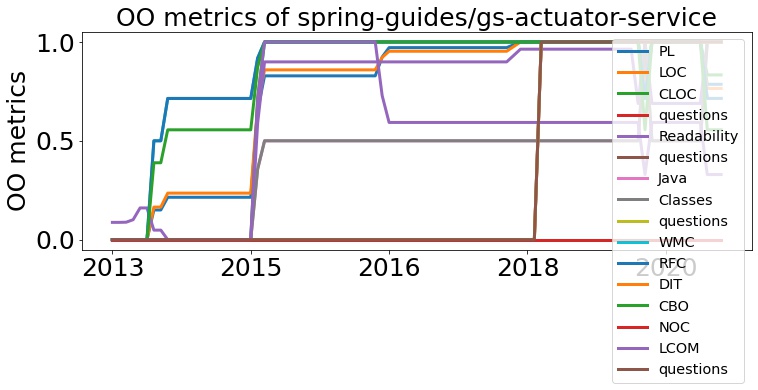 OO metrics of spring-guides/gs-actuator-service
OO metrics
1.0
0.5
0.0
2013 2015 2016 2018 2020
PL
LOC
CLOC
questions
Readability
questions
Java
Classes
questions
WMC
RFC
DIT
CBO
NOC
LCOM
questions